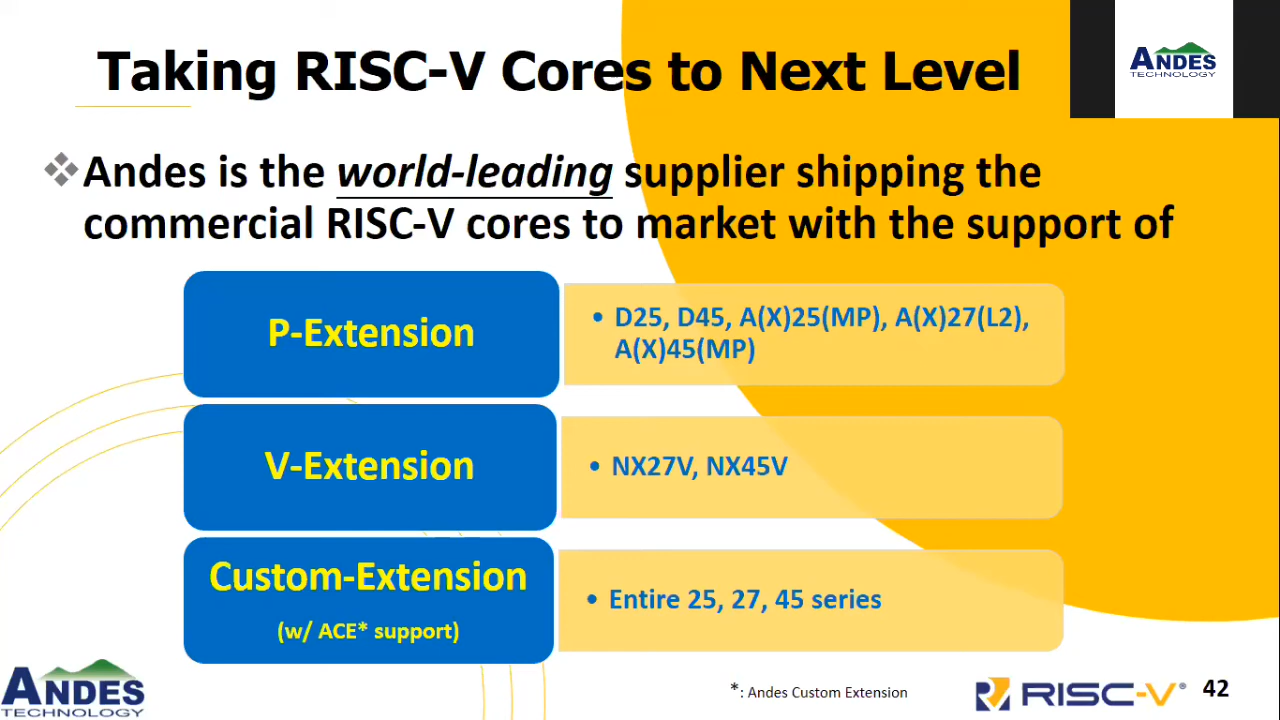 Taking RISC-V Cores to Next Level
ANDES
TECHNOLOGY
❖Andes is the world-leading supplier shipping the
commercial RISC-V cores to market with the support of
P-Extension
• D25, D45, A(X)25(MP), A(X)27(L2),
A(X)45(MP)
V-Extension
• NX27V, NX45V
Custom-Extension
(w/ ACE* support)
• Entire 25, 27, 45 series
ANDES
TECHNOLOGY
*: Andes Custom Extension
RISC-V®
42